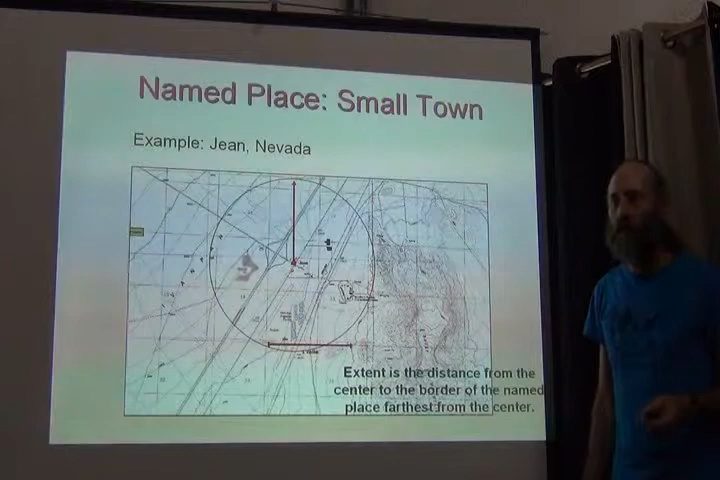 Named Place: Small Town
Example: Jean, Nevada
Extent is the distance from the
center to the border of the named
place farthest from the center.